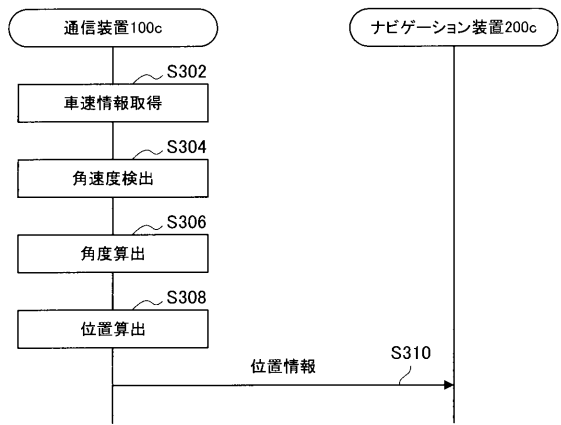 通信装置100c
ナビゲーション装置200c
S302
車速情報取得
S304
角速度検出
S306
角度算出
S308
位置算出
位置情報
S310